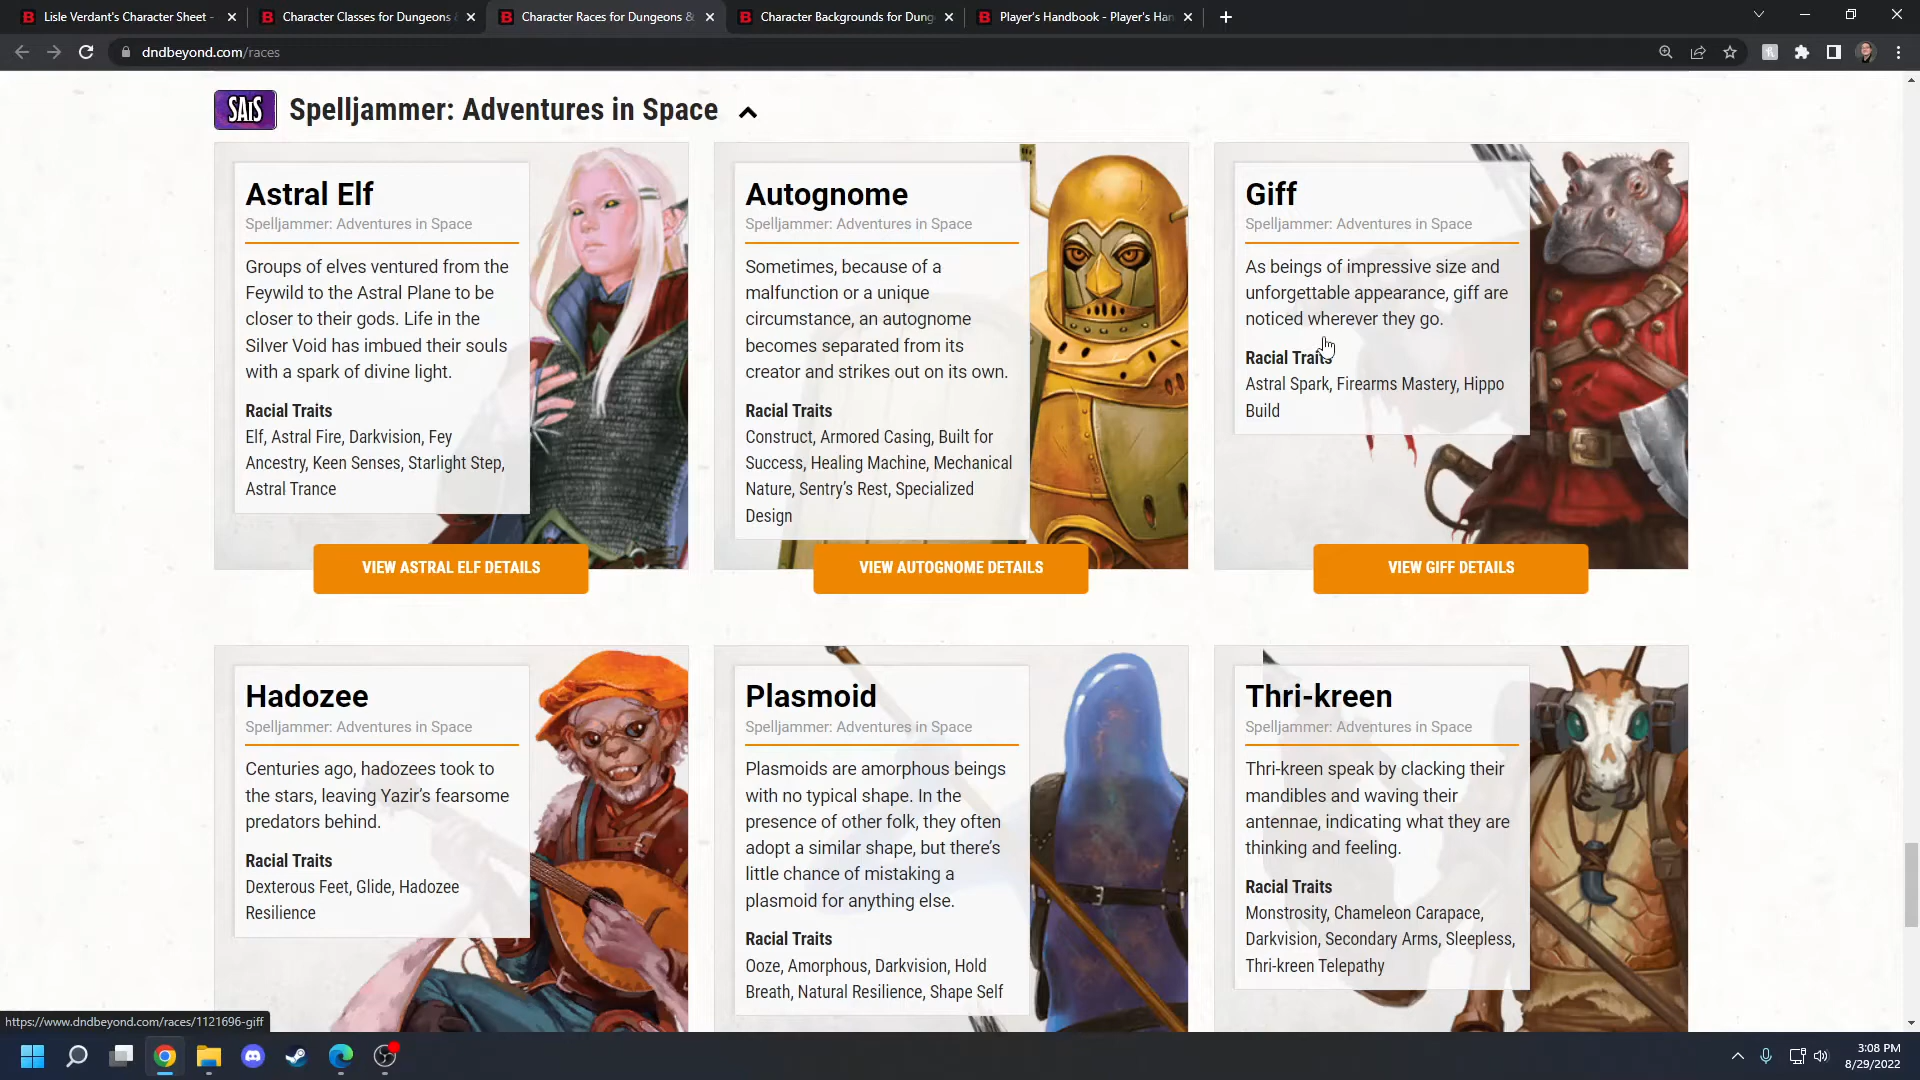 Lisle Verdant's Character Sheet -
Character Classes for Dungeons &
Character Races for Dungeons &
Character Backgrounds for Dung
Player's Handbook - Player's Han
dndbeyond.com/races
SAiS
Spelljammer: Adventures in Space
Astral Elf
Spelljammer: Adventures in Space
Groups of elves ventured from the
Feywild to the Astral Plane to be
closer to their gods. Life in the
Silver Void has imbued their souls
with a spark of divine light.
Racial Traits
Elf, Astral Fire, Darkvision, Fey
Ancestry, Keen Senses, Starlight Step,
Astral Trance
VIEW ASTRAL ELF DETAILS
Autognome
Spelljammer: Adventures in Space
Sometimes, because of a
malfunction or a unique
circumstance, an autognome
becomes separated from its
creator and strikes out on its own.
Racial Traits
Construct, Armored Casing, Built for
Success, Healing Machine, Mechanical
Nature, Sentry's Rest, Specialized
Design
VIEW AUTOGNOME DETAILS
Giff
Spelljammer: Adventures in Space
As beings of impressive size and
unforgettable appearance, giff are
noticed wherever they go.
Racial Traits
Astral Spark, Firearms Mastery, Hippo
Build
VIEW GIFF DETAILS
Hadozee
Spelljammer: Adventures in Space
Centuries ago, hadozees took to
the stars, leaving Yazir's fearsome
predators behind.
Racial Traits
Dexterous Feet, Glide, Hadozee
Resilience
Plasmoid
Spelljammer: Adventures in Space
Plasmoids are amorphous beings
with no typical shape. In the
presence of other folk, they often
adopt a similar shape, but there's
little chance of mistaking a
plasmoid for anything else.
Racial Traits
Ooze, Amorphous, Darkvision, Hold
Breath, Natural Resilience, Shape Self
Thri-kreen
Spelljammer: Adventures in Space
Thri-kreen speak by clacking their
mandibles and waving their
antennae, indicating what they are
thinking and feeling.
Racial Traits
Monstrosity, Chameleon Carapace,
Darkvision, Secondary Arms, Sleepless,
Thri-kreen Telepathy
https://www.dndbeyond.com/races/1121696-giff
3:08 PM
8/29/2022